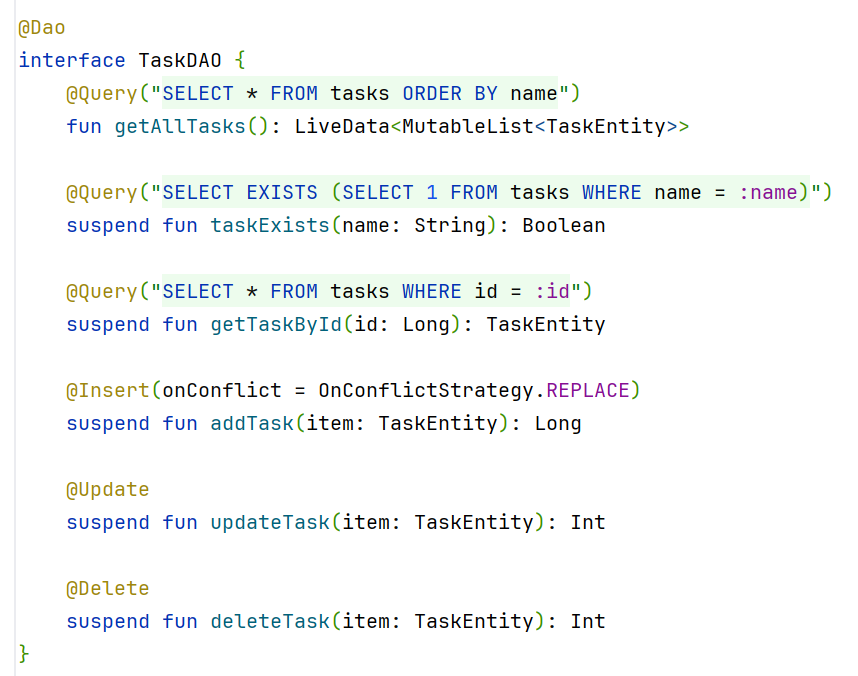 @Dao
interface TaskDAO {
    @Query("SELECT * FROM tasks ORDER BY name")
    fun getAllTasks(): LiveData<MutableList<TaskEntity>>

    @Query("SELECT EXISTS (SELECT 1 FROM tasks WHERE name = :name)")
    suspend fun taskExists(name: String): Boolean

    @Query("SELECT * FROM tasks WHERE id = :id")
    suspend fun getTaskById(id: Long): TaskEntity

    @Insert(onConflict = OnConflictStrategy.REPLACE)
    suspend fun addTask(item: TaskEntity): Long

    @Update
    suspend fun updateTask(item: TaskEntity): Int

    @Delete
    suspend fun deleteTask(item: TaskEntity): Int
}